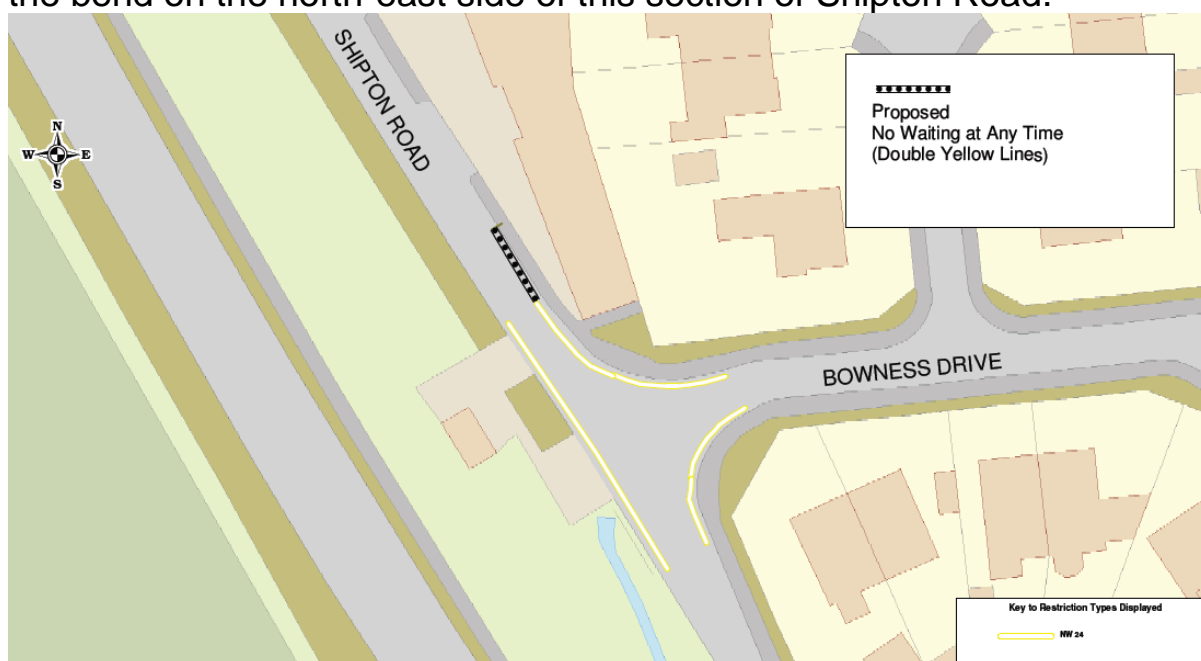 the bend on the north-east side of this section of Shipton Road.
SHIPTON ROAD
Proposed
No Waiting at Any Time
(Double Yellow Lines)
N
W E
S
BOWNESS DRIVE
Key to Restriction Types Displayed
NW 24